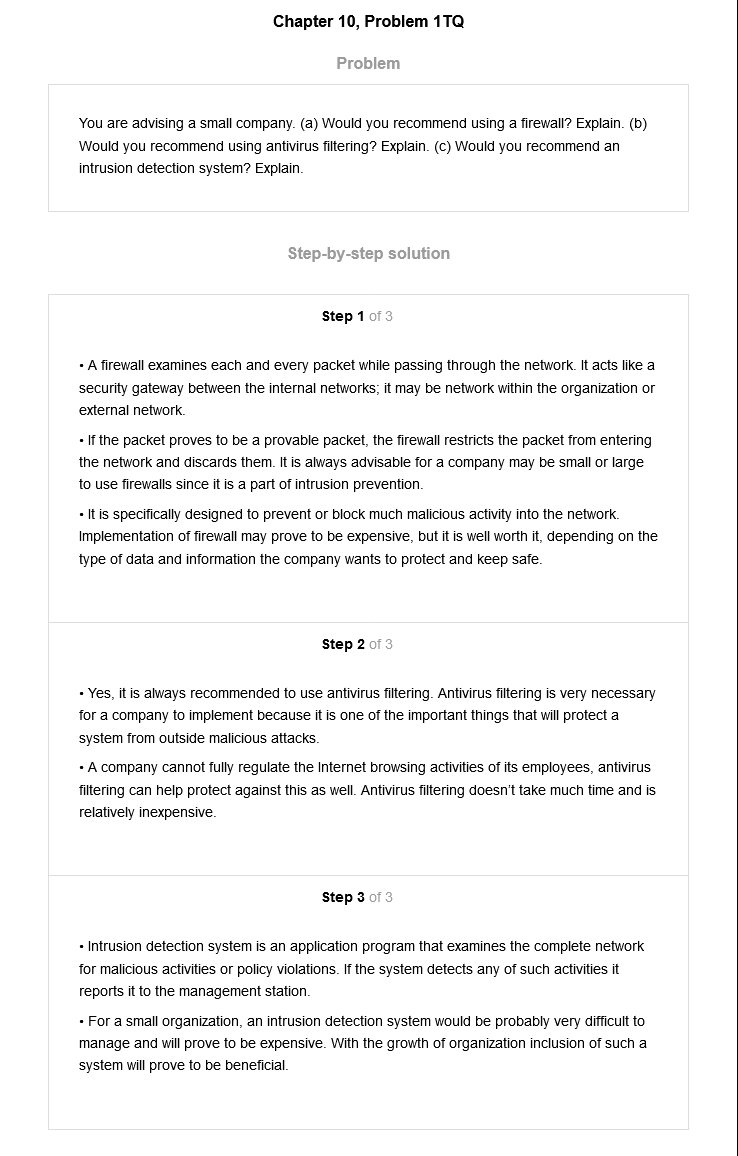 Chapter 10, Problem 1TQ
Problem
You are advising a small company. (a) Would you recommend using a firewall? Explain. (b)
Would you recommend using antivirus filtering? Explain. (c) Would you recommend an
intrusion detection system? Explain.
Step-by-step solution
Step 1 of 3
• A firewall examines each and every packet while passing through the network. It acts like a
security gateway between the internal networks; it may be network within the organization or
external network.
• If the packet proves to be a provable packet, the firewall restricts the packet from entering
the network and discards them. It is always advisable for a company may be small or large
to use firewalls since it is a part of intrusion prevention.
• It is specifically designed to prevent or block much malicious activity into the network.
Implementation of firewall may prove to be expensive, but it is well worth it, depending on the
type of data and information the company wants to protect and keep safe.
Step 2 of 3
• Yes, it is always recommended to use antivirus filtering. Antivirus filtering is very necessary
for a company to implement because it is one of the important things that will protect a
system from outside malicious attacks.
• A company cannot fully regulate the Internet browsing activities of its employees, antivirus
filtering can help protect against this as well. Antivirus filtering doesn't take much time and is
relatively inexpensive.
Step 3 of 3
• Intrusion detection system is an application program that examines the complete network
for malicious activities or policy violations. If the system detects any of such activities it
reports it to the management station.
• For a small organization, an intrusion detection system would be probably very difficult to
manage and will prove to be expensive. With the growth of organization inclusion of such a
system will prove to be beneficial.